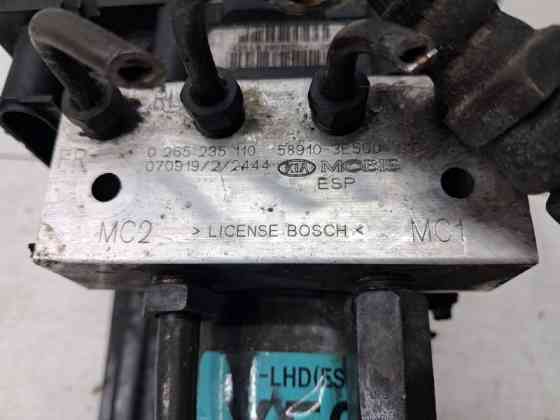 RL
FR
0 265 235 110 58910-3E500
070919/2/2444 KIA MOBIS
ESP
MC2 > LICENSE BOSCH < MC1
-LHD(ES